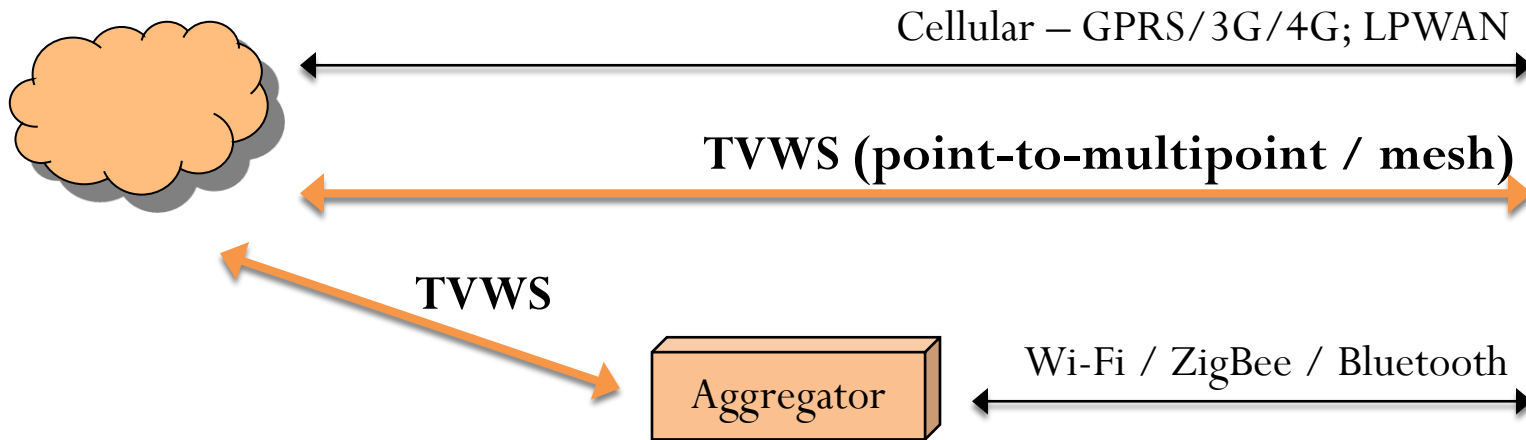 Cellular – GPRS/3G/4G; LPWAN
TVWS (point-to-multipoint / mesh)
TVWS
Wi-Fi / ZigBee / Bluetooth
Aggregator